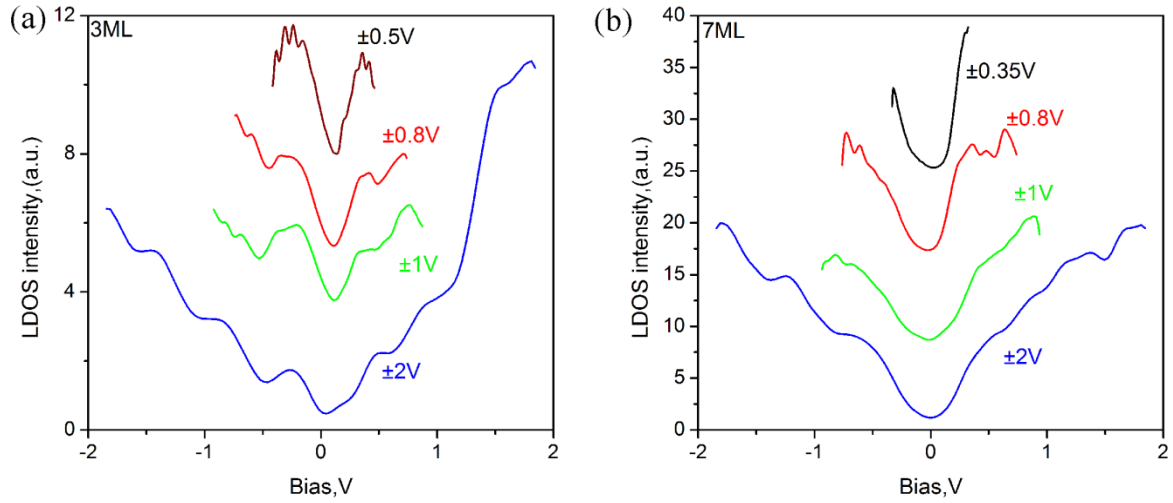 (a)
3ML
12
8
4
0
LDOS intensity,(a.u.)
±0.5V
±0.8V
±1V
±2V
-2
-1
0
1
2
Bias,V
(b)
7ML
40
35
30
25
20
15
10
5
0
LDOS intensity,(a.u.)
±0.35V
±0.8V
±1V
±2V
-2
-1
0
1
2
Bias,V